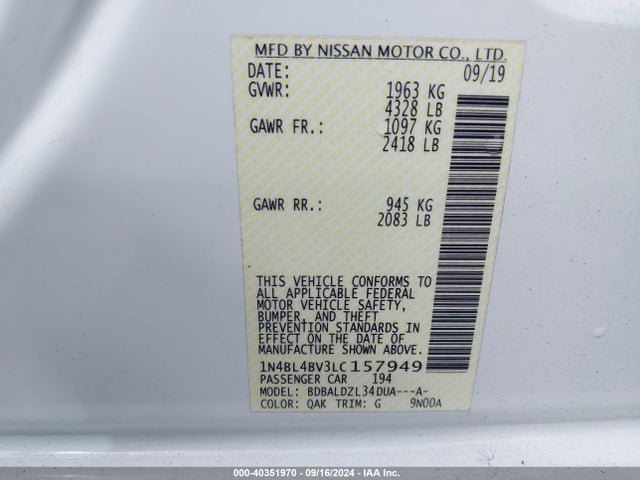 MFD BY NISSAN MOTOR CO., LTD.
DATE: 09/19
GVWR: 1963 KG
4328 LB
GAWR FR.: 1097 KG
2418 LB
GAWR RR.: 945 KG
2083 LB
THIS VEHICLE CONFORMS TO
ALL APPLICABLE FEDERAL
MOTOR VEHICLE SAFETY,
BUMPER, AND THEFT
PREVENTION STANDARDS IN
EFFECT ON THE DATE OF
MANUFACTURE SHOWN ABOVE.
1N4BL4BV3LC157949
PASSENGER CAR 194
MODEL: BDBALDZL34DUA---A-
COLOR: QAK TRIM: G 9N00A
000-40351970 - 09/16/2024 - IAA Inc.